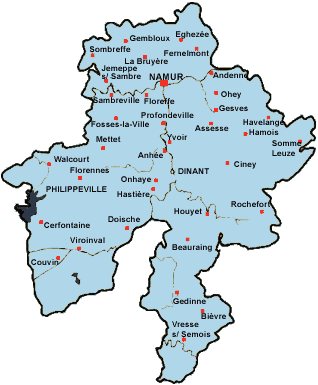 Eghezée
Gembloux
Sombreffe
Fernelmont
La Bruyère
Jemeppe
s/ Sambre
NAMUR
Andenne
Sambreville
Floreffe
Ohey
Gesves
Fosses-la-Ville
Profondeville
Assesse
Havelange
Hamois
Mettet
Yvoir
Somme
Leuze
Anhée
Walcourt
Ciney
Florennes
DINANT
Onhaye
PHILIPPEVILLE
Hastière
Rochefort
Houyet
Doische
Cerfontaine
Viroinval
Beauraing
Couvin
Gedinne
Bièvre
Vresse
s/ Semois